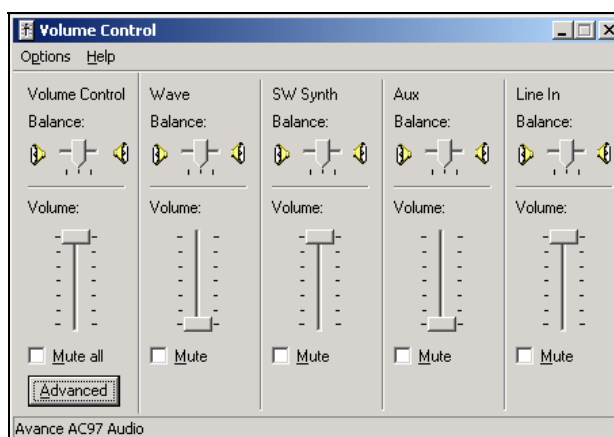 Volume Control
Options Help
Volume Control
Balance:
Volume:
Mute all
Advanced
Wave
Balance:
Volume:
Mute
SW Synth
Balance:
Volume:
Mute
Aux
Balance:
Volume:
Mute
Line In
Balance:
Volume:
Mute
Avance AC97 Audio